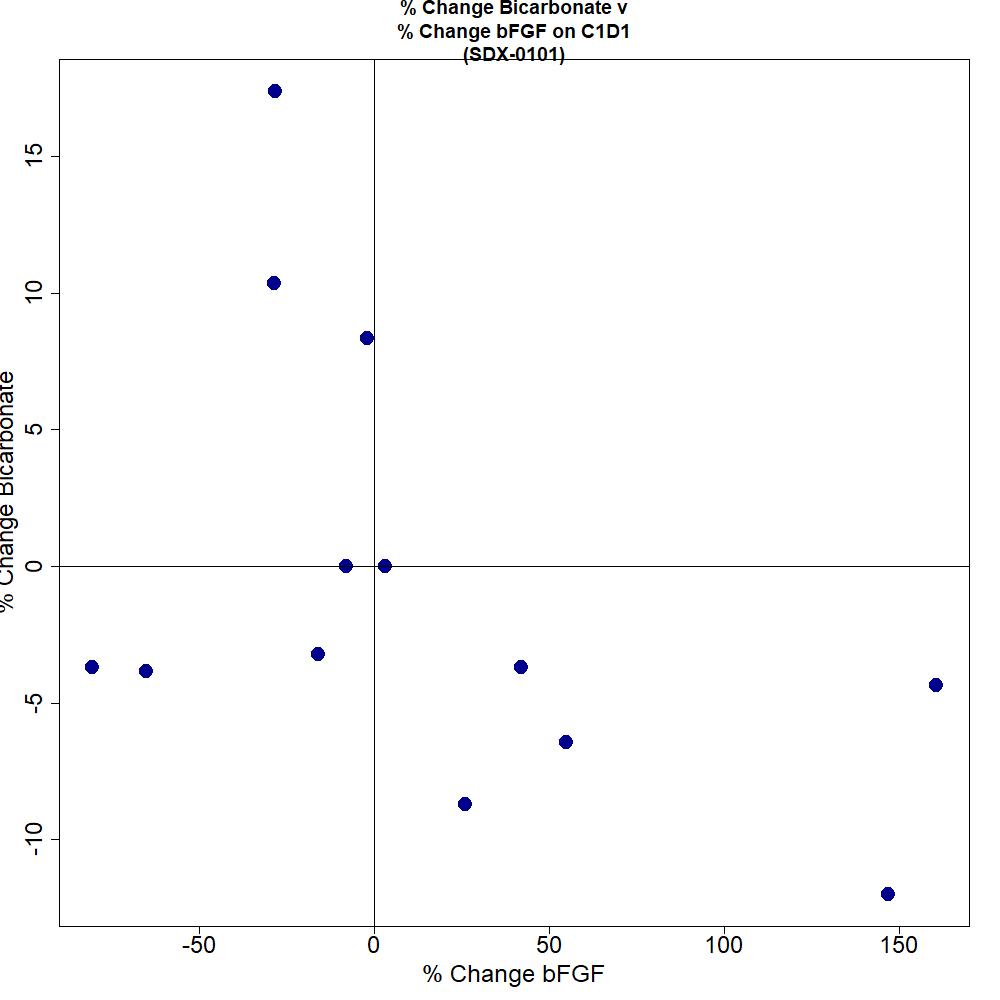 % Change Bicarbonate v
% Change bFGF on C1D1
(SDX-0101)
% Change Bicarbonate
15
10
5
0
-5
-10
-50
0
50
100
150
% Change bFGF